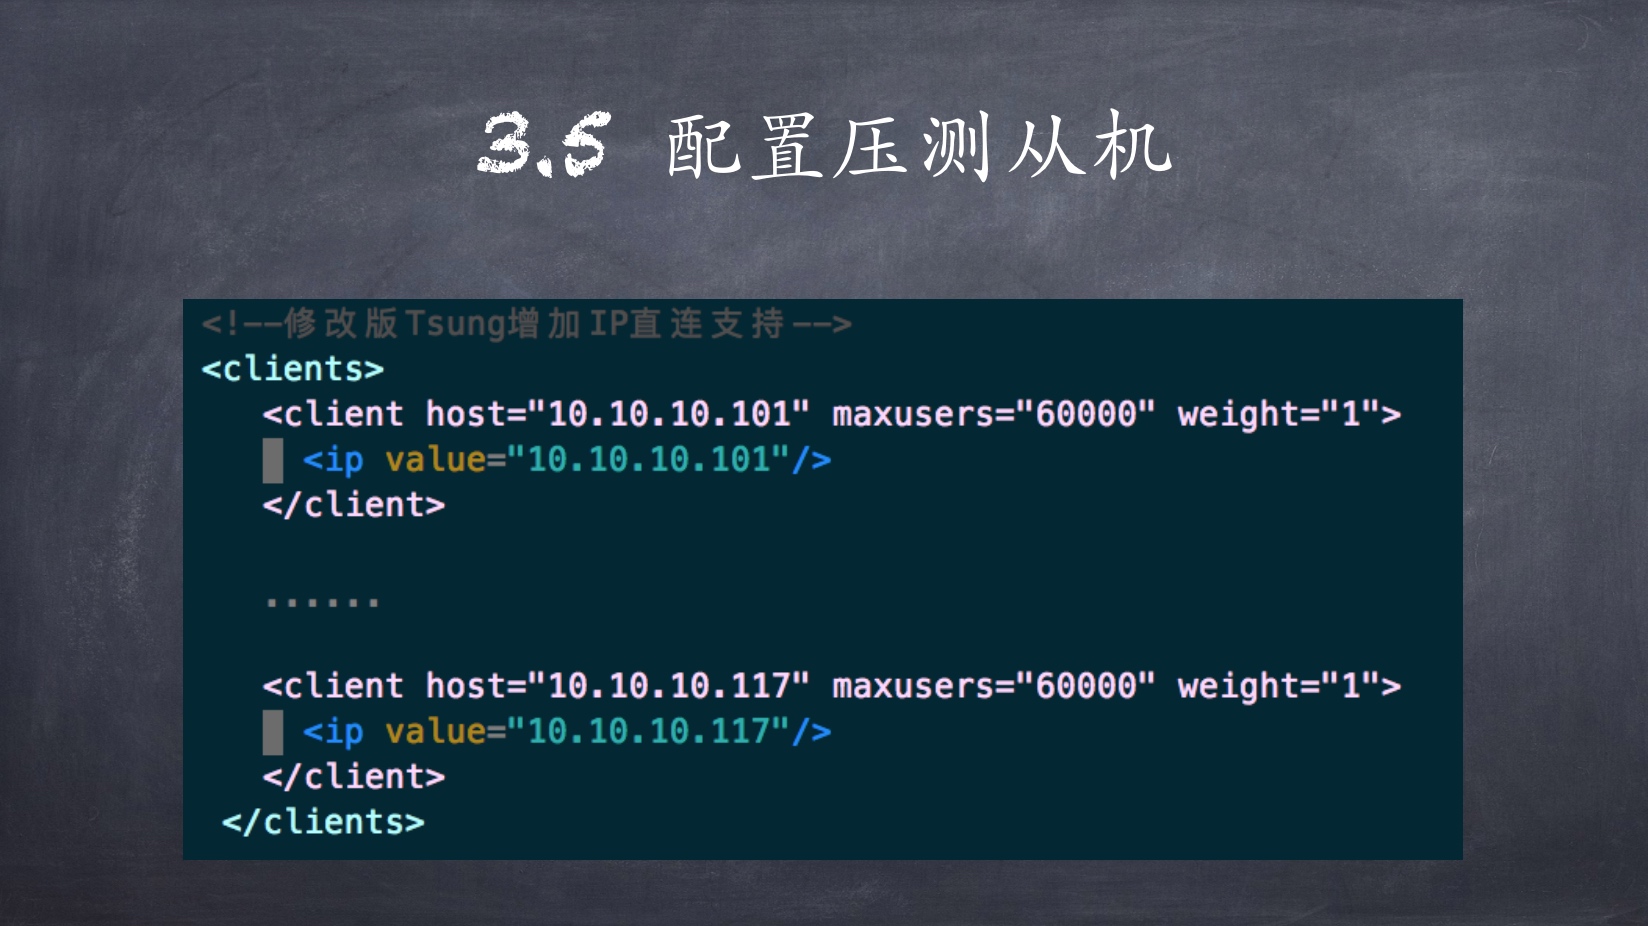 3.5 配置压测从机
<!--修改版Tsung增加IP直连支持-->
<clients>
<client host="10.10.10.101" maxusers="60000" weight="1">
<ip value="10.10.10.101"/>
</client>
......
<client host="10.10.10.117" maxusers="60000" weight="1">
<ip value="10.10.10.117"/>
</client>
</clients>